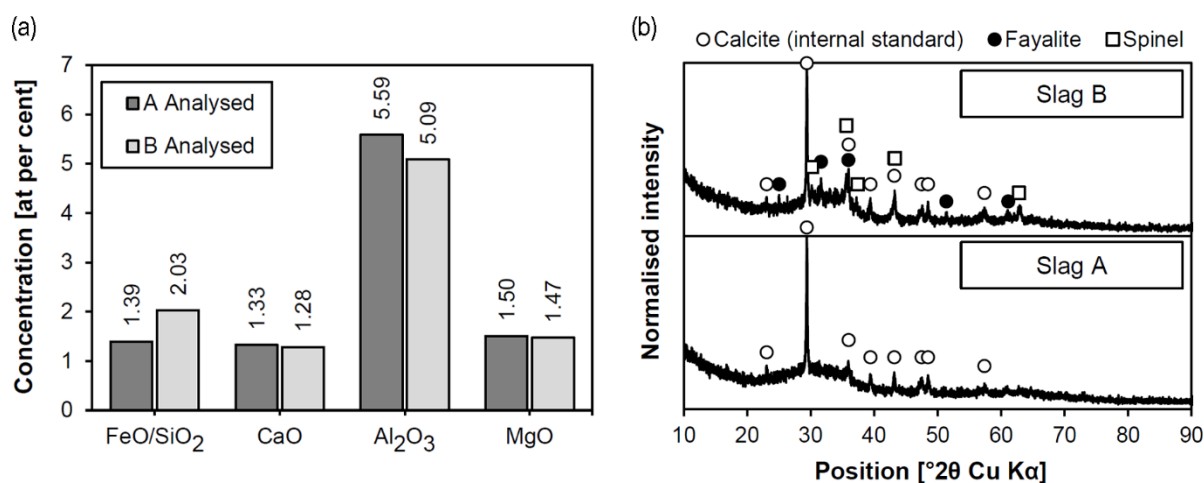 (a)
Concentration [at per cent]
7
6
5
4
3
2
1
0
A Analysed
B Analysed
1.39
2.03
1.33
1.28
5.59
5.09
1.50
1.47
FeO/SiO₂
CaO
Al₂O₃
MgO
(b)
Calcite (internal standard) Fayalite Spinel
Normalised intensity
Slag B
Slag A
10 20 30 40 50 60 70 80 90
Position [°2θ Cu Kα]